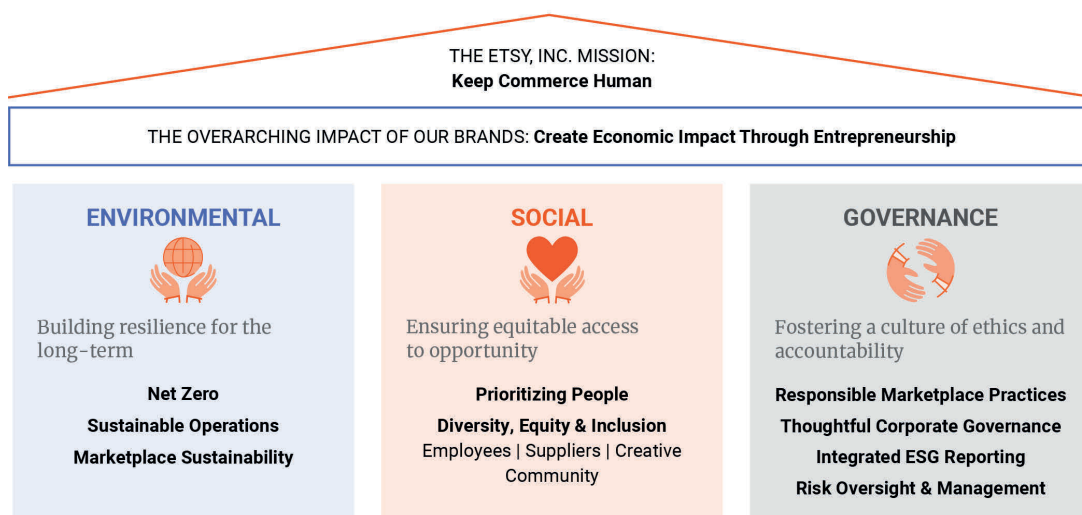 THE ETSY, INC. MISSION:
Keep Commerce Human
THE OVERARCHING IMPACT OF OUR BRANDS: Create Economic Impact Through Entrepreneurship
ENVIRONMENTAL
Building resilience for the
long-term
Net Zero
Sustainable Operations
Marketplace Sustainability
SOCIAL
Ensuring equitable access
to opportunity
Prioritizing People
Diversity, Equity & Inclusion
Employees | Suppliers | Creative
Community
GOVERNANCE
Fostering a culture of ethics and
accountability
Responsible Marketplace Practices
Thoughtful Corporate Governance
Integrated ESG Reporting
Risk Oversight & Management